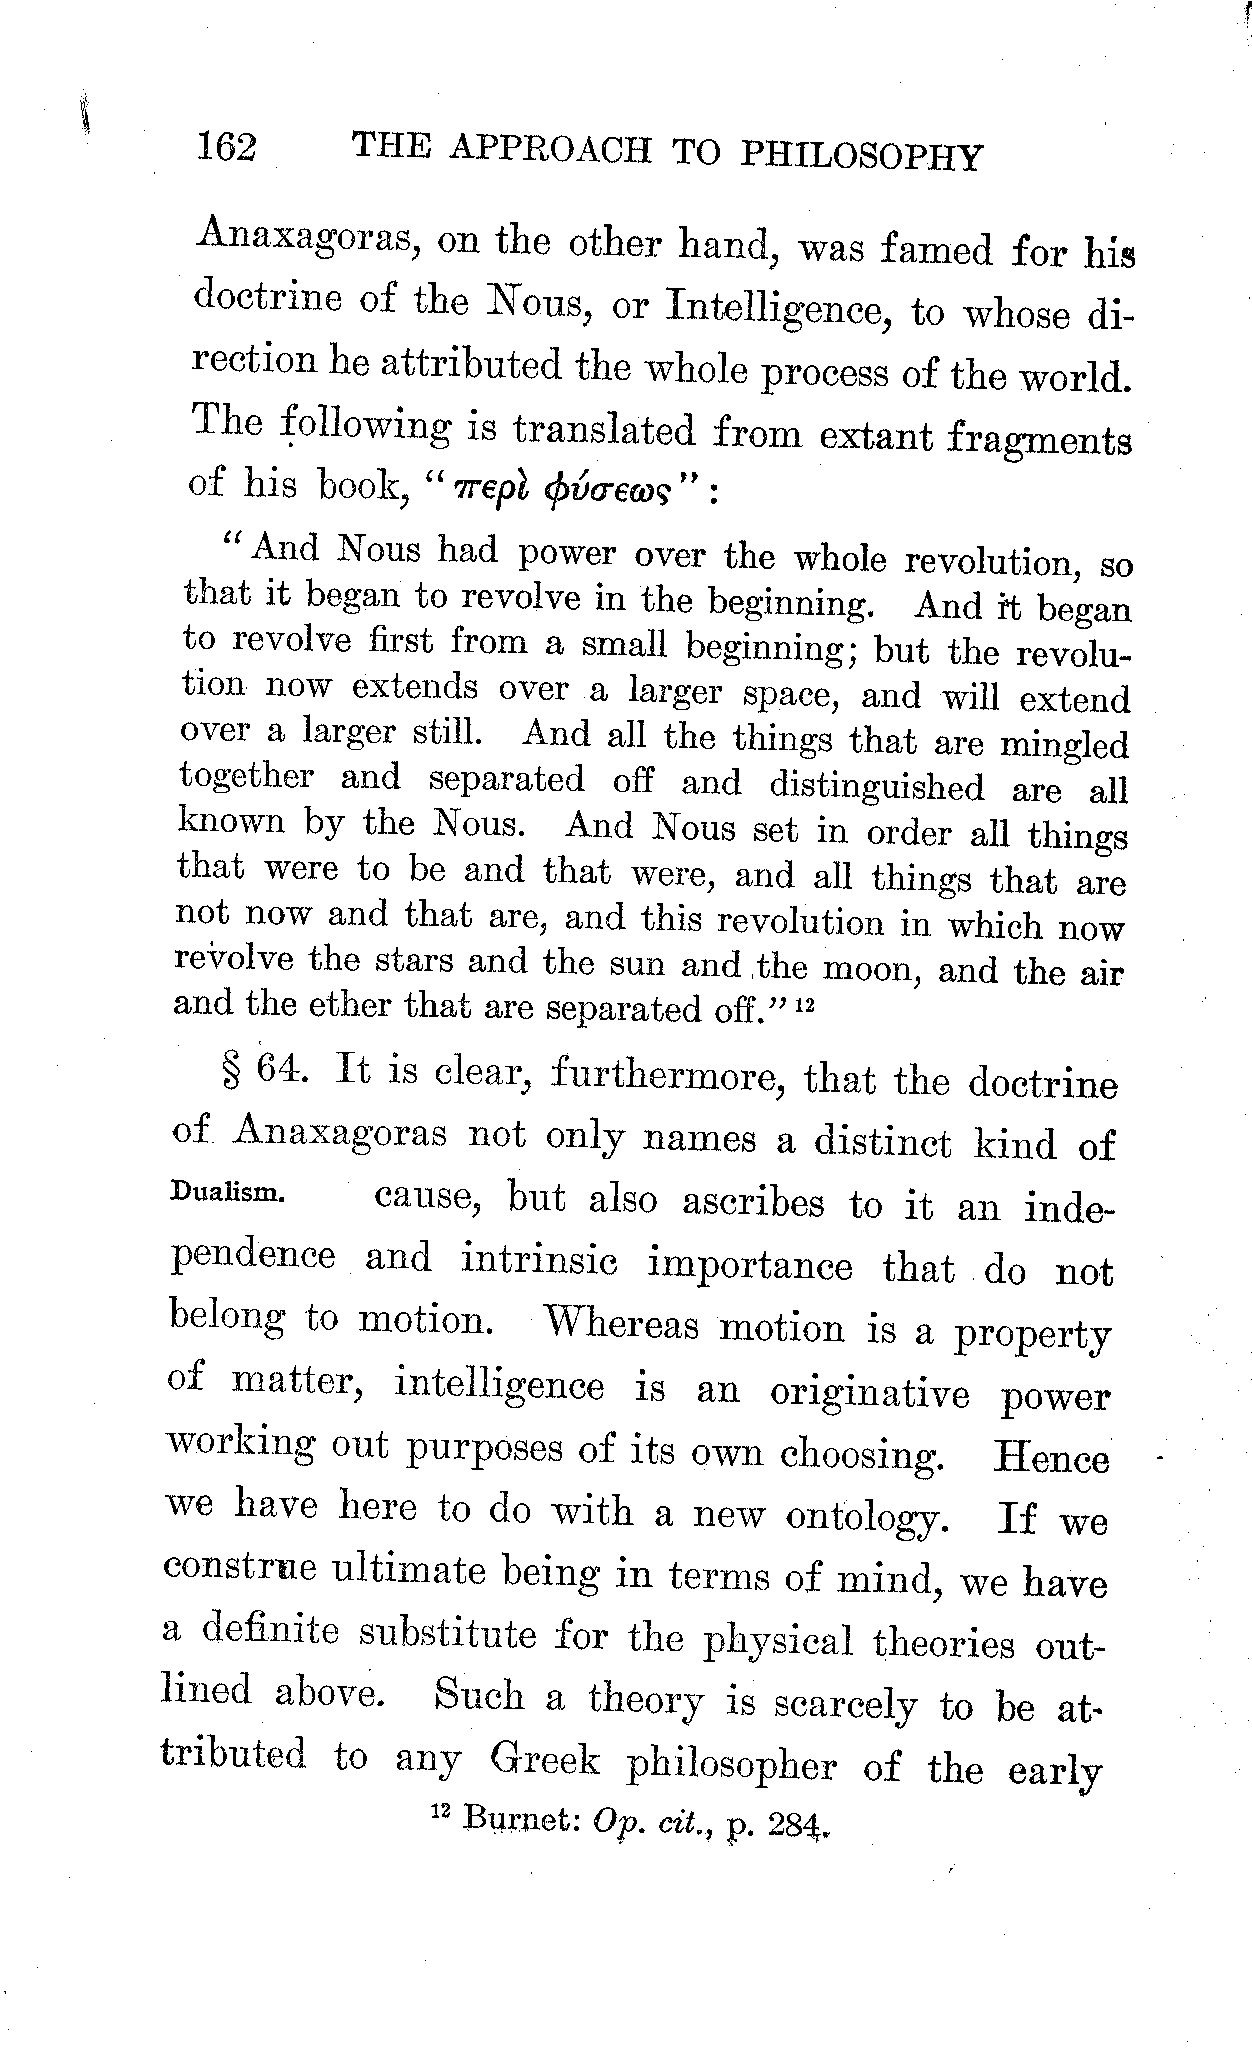 162 THE APPROACH TO PHILOSOPHY
Anaxagoras, on the other hand, was famed for his
doctrine of the Nous, or Intelligence, to whose di-
rection he attributed the whole process of the world.
The following is translated from extant fragments
of his book, “περὶ φύσεως”:
“And Nous had power over the whole revolution, so
that it began to revolve in the beginning. And it began
to revolve first from a small beginning; but the revolu-
tion now extends over a larger space, and will extend
over a larger still. And all the things that are mingled
together and separated off and distinguished are all
known by the Nous. And Nous set in order all things
that were to be and that were, and all things that are
not now and that are, and this revolution in which now
revolve the stars and the sun and the moon, and the air
and the ether that are separated off.” 12
§ 64. It is clear, furthermore, that the doctrine
of Anaxagoras not only names a distinct kind of
Dualism. cause, but also ascribes to it an inde-
pendence and intrinsic importance that do not
belong to motion. Whereas motion is a property
of matter, intelligence is an originative power
working out purposes of its own choosing. Hence
we have here to do with a new ontology. If we
construe ultimate being in terms of mind, we have
a definite substitute for the physical theories out-
lined above. Such a theory is scarcely to be at-
tributed to any Greek philosopher of the early
12 Burnet: Op. cit., p. 284.